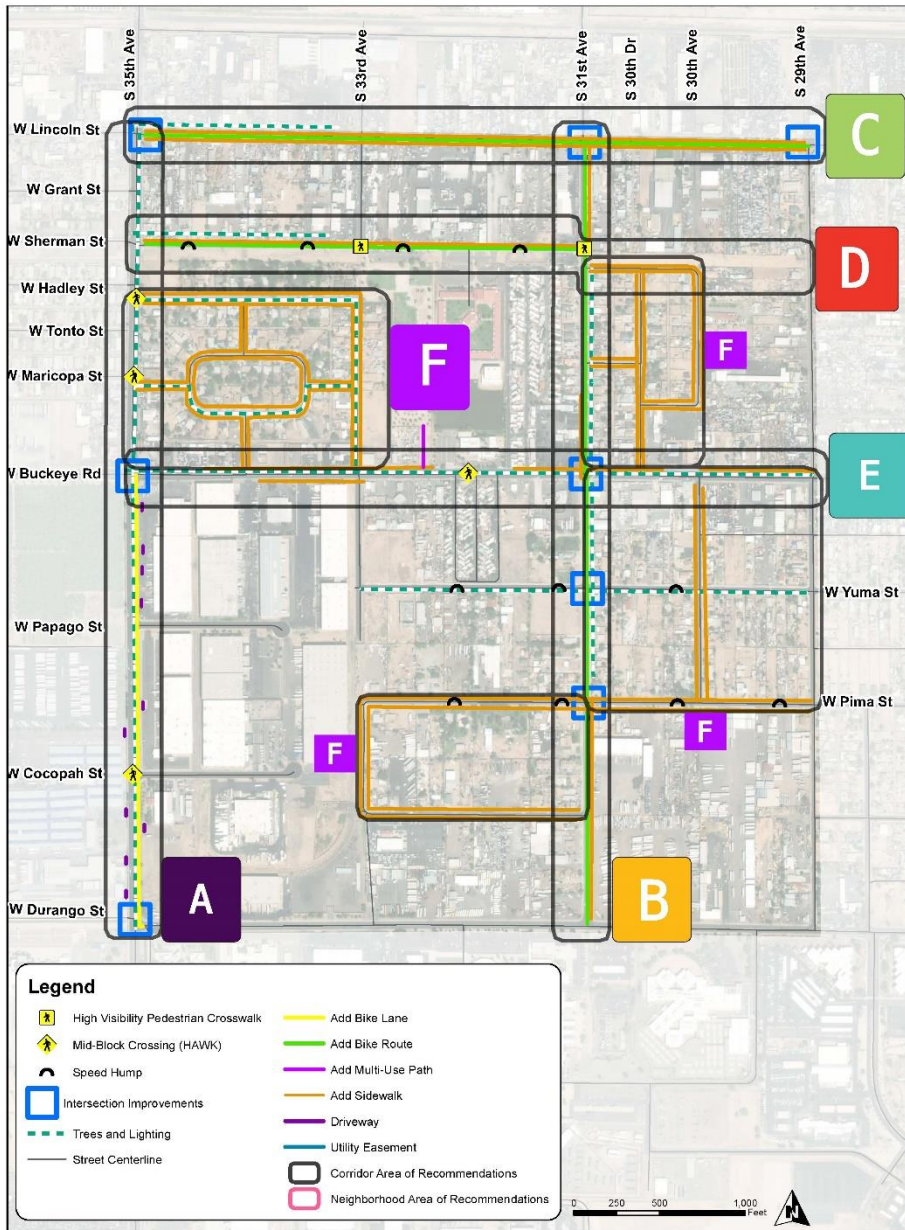 S 35th Ave
S 33rd Ave
S 31st Ave
S 30th Dr
S 30th Ave
S 29th Ave
W Lincoln St
C
W Grant St
W Sherman St
D
W Hadley St
W Tonto St
F
F
W Maricopa St
W Buckeye Rd
E
W Yuma St
W Papago St
W Pima St
F
F
W Cocopah St
A
B
W Durango St
Legend
High Visibility Pedestrian Crosswalk
Mid-Block Crossing (HAWK)
Speed Hump
Intersection Improvements
Trees and Lighting
Street Centerline
Add Bike Lane
Add Bike Route
Add Multi-Use Path
Add Sidewalk
Driveway
Utility Easement
Corridor Area of Recommendations
Neighborhood Area of Recommendations
0 250 500 1,000
Feet
N